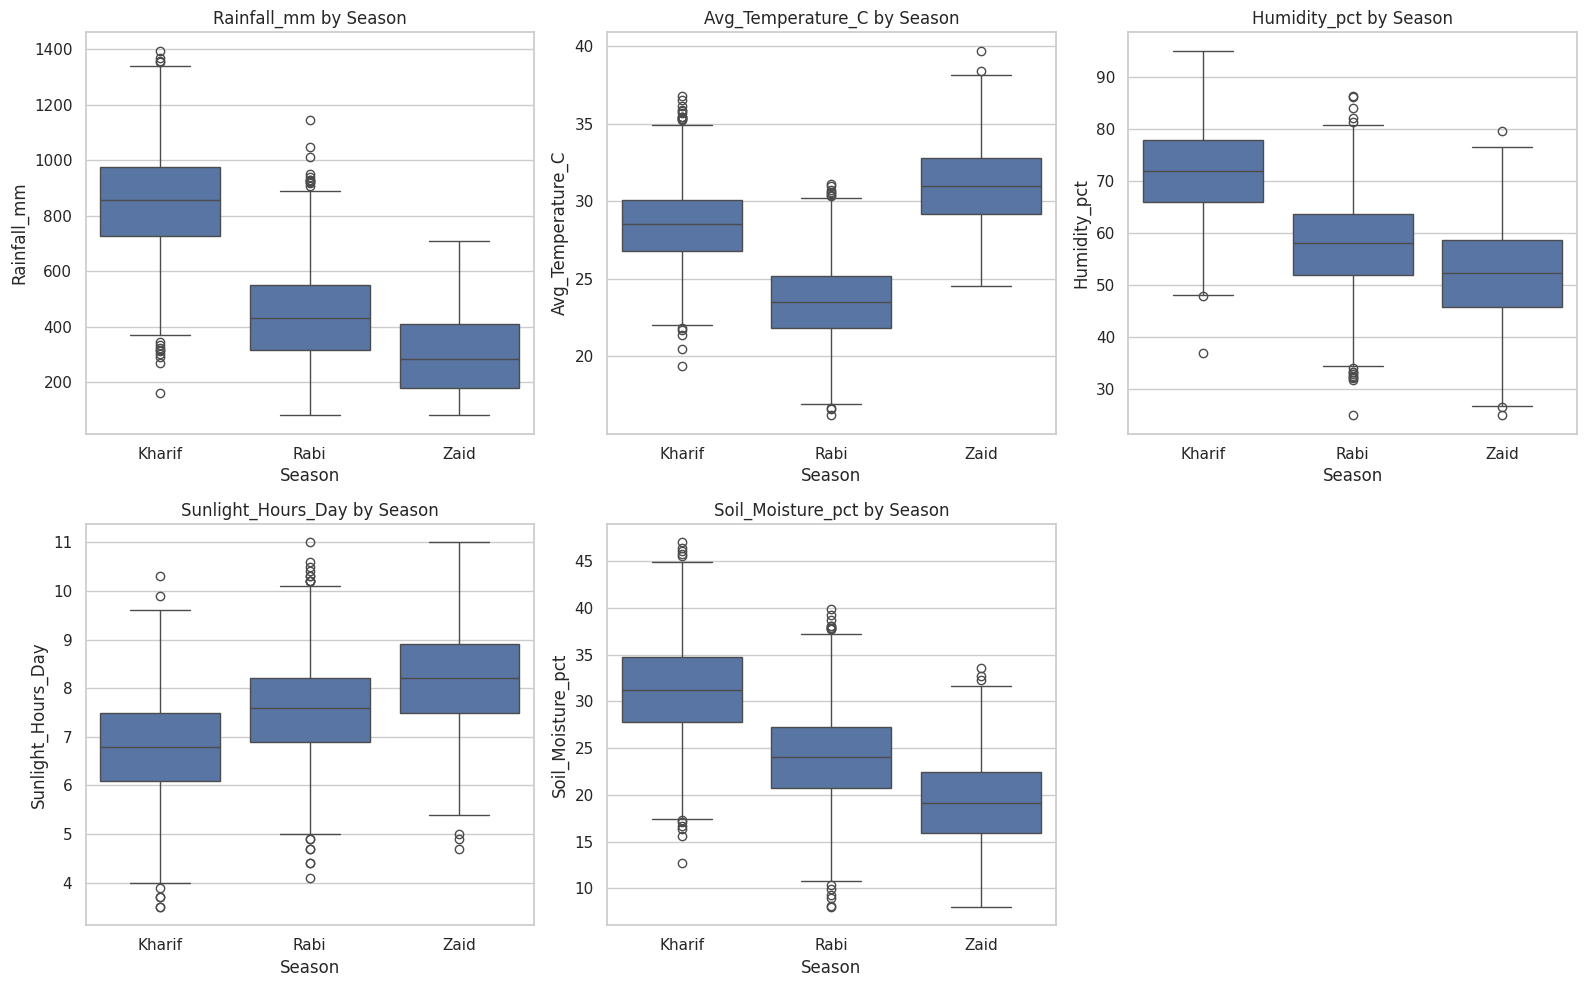 Rainfall_mm by Season
Rainfall_mm
1400
1200
1000
800
600
400
200
Kharif Rabi Zaid
Season
Avg_Temperature_C by Season
Avg_Temperature_C
40
35
30
25
20
Kharif Rabi Zaid
Season
Humidity_pct by Season
Humidity_pct
90
80
70
60
50
40
30
Kharif Rabi Zaid
Season
Sunlight_Hours_Day by Season
Sunlight_Hours_Day
11
10
9
8
7
6
5
4
Kharif Rabi Zaid
Season
Soil_Moisture_pct by Season
Soil_Moisture_pct
45
40
35
30
25
20
15
10
Kharif Rabi Zaid
Season